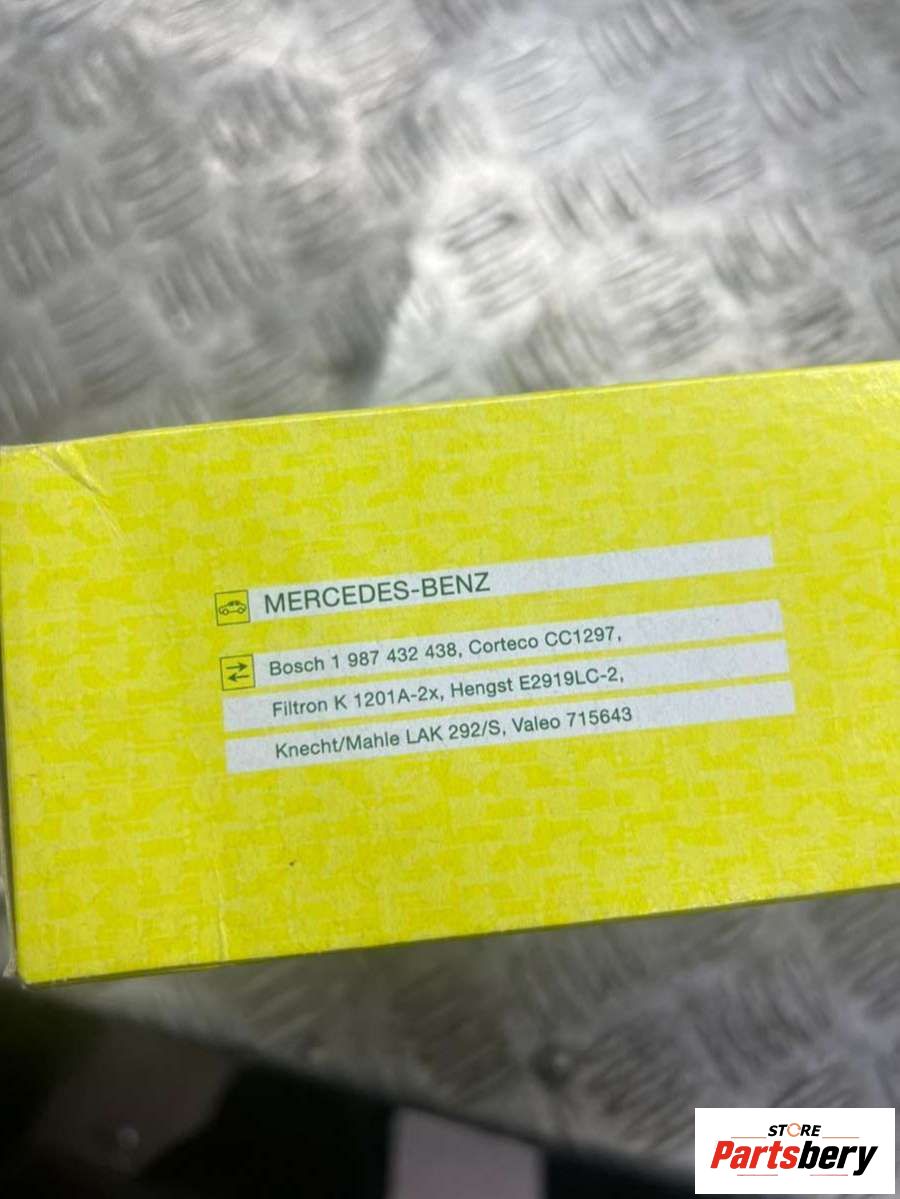 MERCEDES-BENZ
Bosch 1 987 432 438, Corteco CC1297,
Filtron K 1201A-2x, Hengst E2919LC-2,
Knecht/Mahle LAK 292/S, Valeo 715643
STORE
Partsbery